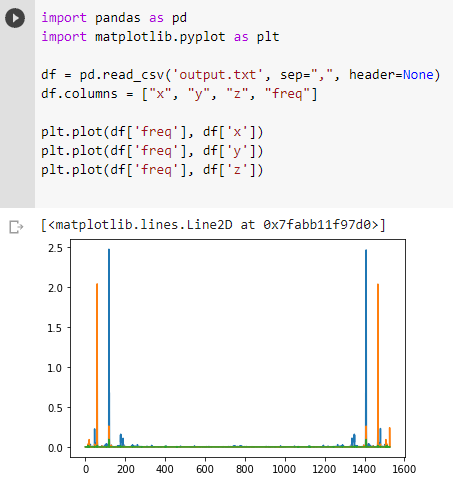 import pandas as pd
import matplotlib.pyplot as plt
df = pd.read_csv('output.txt', sep=",", header=None)
df.columns = ["x", "y", "z", "freq"]
plt.plot(df['freq'], df['x'])
plt.plot(df['freq'], df['y'])
plt.plot(df['freq'], df['z'])
[<matplotlib.lines.Line2D at 0x7fabb11f97d0>]
2.5
2.0
1.5
1.0
0.5
0.0
0 200 400 600 800 1000 1200 1400 1600